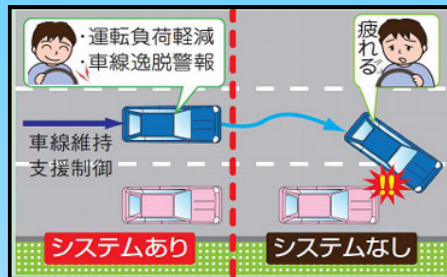 ・運転負荷軽減
・車線逸脱警報
疲れる
車線維持
支援制御
!!
システムあり
システムなし